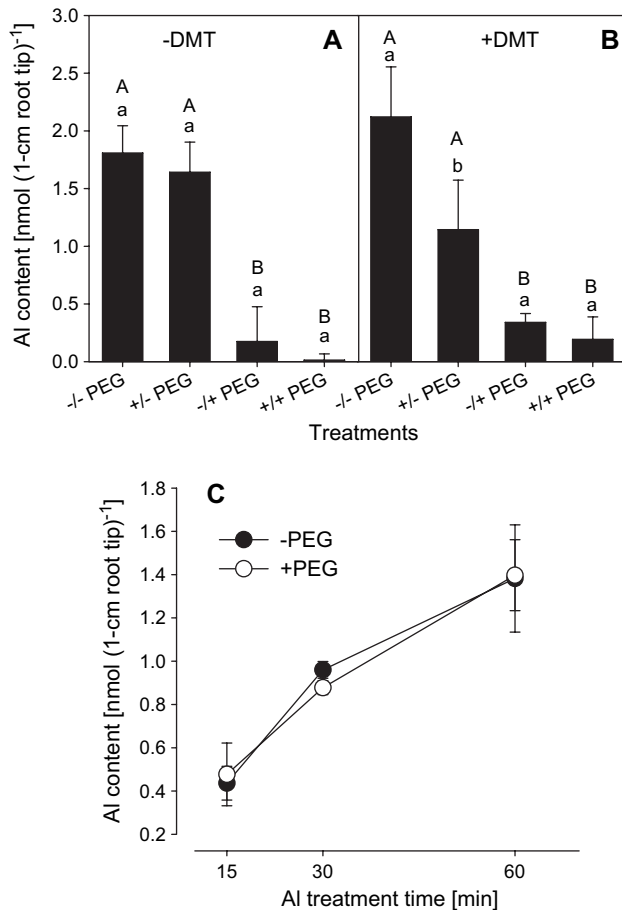 -DMT A
+DMT B
Al content [nmol (1-cm root tip)-1]
3.0
2.5
2.0
1.5
1.0
0.5
0.0
A
a
A
a
B
a
B
a
A
a
A
b
B
a
B
a
-/- PEG +/- PEG -/+ PEG +/+ PEG -/- PEG +/- PEG -/+ PEG +/+ PEG
Treatments
C
-PEG
+PEG
Al content [nmol (1-cm root tip)-1]
1.8
1.6
1.4
1.2
1.0
0.8
0.6
0.4
0.2
15 30 60
Al treatment time [min]